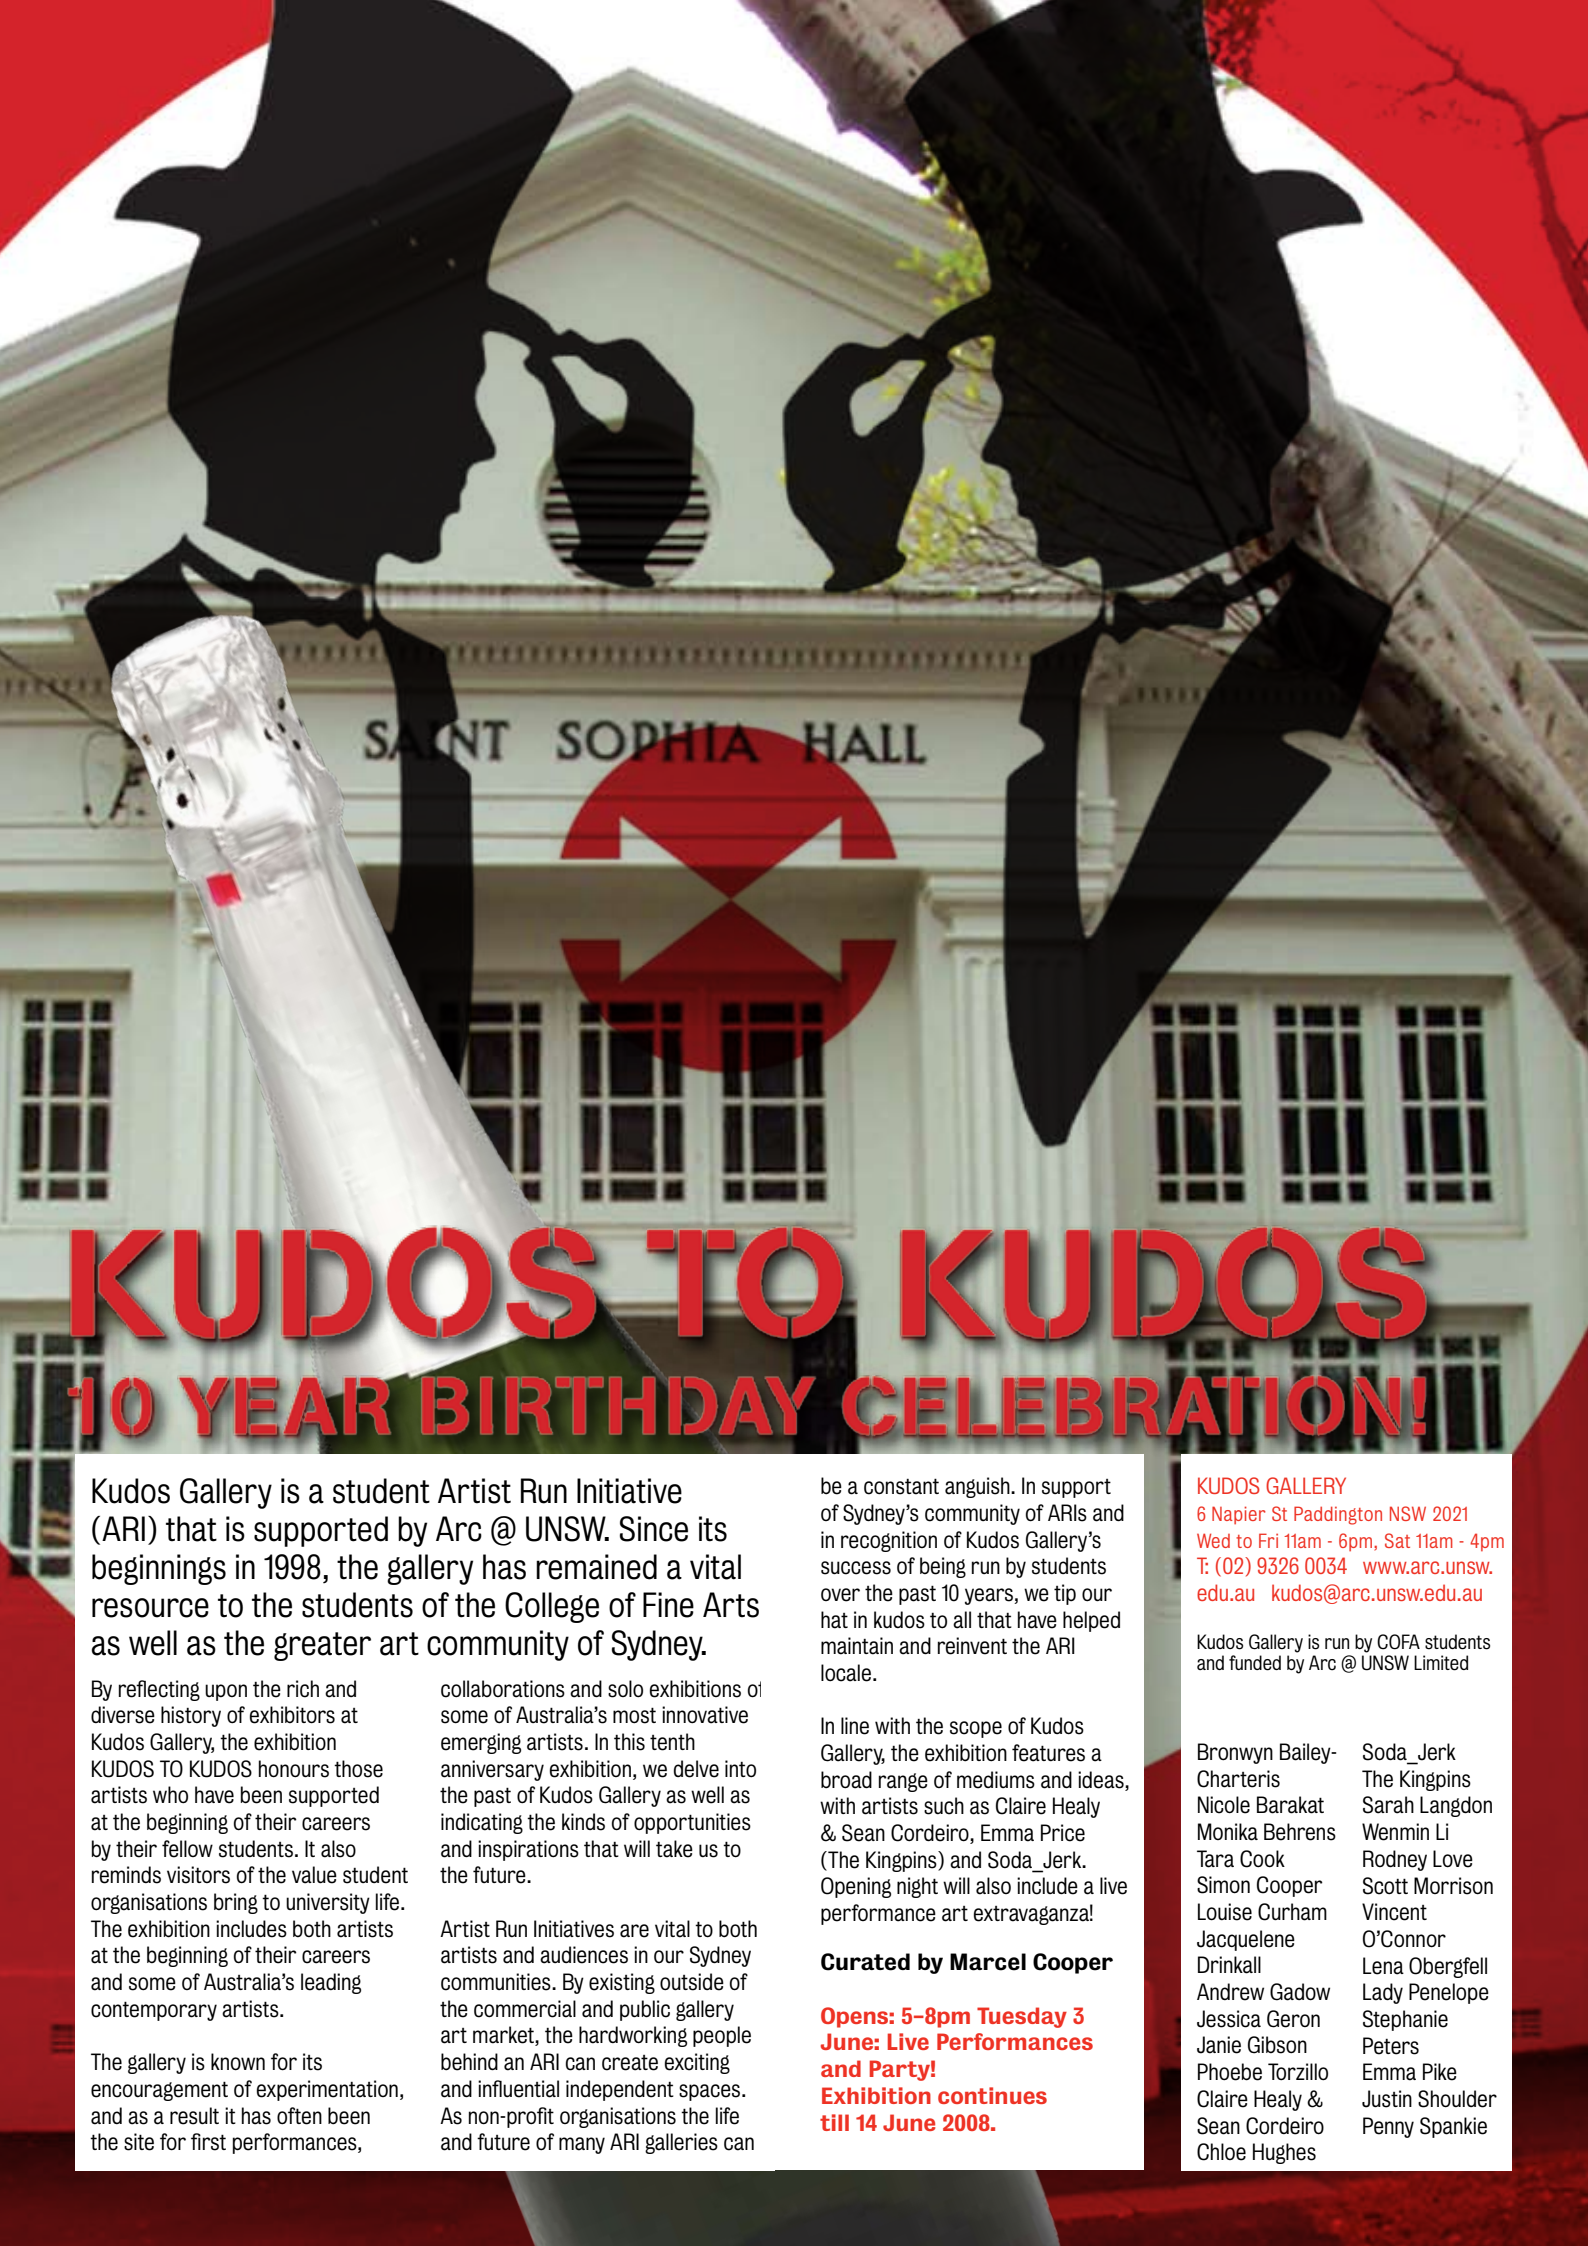 SAINT SOPHIA HALL
KUDOS TO KUDOS
10 YEAR BIRTHDAY CELEBRATION!
Kudos Gallery is a student Artist Run Initiative
(ARI) that is supported by Arc @ UNSW. Since its
beginnings in 1998, the gallery has remained a vital
resource to the students of the College of Fine Arts
as well as the greater art community of Sydney.
By reflecting upon the rich and
diverse history of exhibitors at
Kudos Gallery, the exhibition
KUDOS TO KUDOS honours those
artists who have been supported
at the beginning of their careers
by their fellow students. It also
reminds visitors of the value student
organisations bring to university life.
The exhibition includes both artists
at the beginning of their careers
and some of Australia's leading
contemporary artists.
The gallery is known for its
encouragement of experimentation,
and as a result it has often been
the site for first performances,
collaborations and solo exhibitions of
some of Australia's most innovative
emerging artists. In this tenth
anniversary exhibition, we delve into
the past of Kudos Gallery as well as
indicating the kinds of opportunities
and inspirations that will take us to
the future.
Artist Run Initiatives are vital to both
artists and audiences in our Sydney
communities. By existing outside of
the commercial and public gallery
art market, the hardworking people
behind an ARI can create exciting
and influential independent spaces.
As non-profit organisations the life
and future of many ARI galleries can
be a constant anguish. In support
of Sydney's community of ARIs and
in recognition of Kudos Gallery's
success of being run by students
over the past 10 years, we tip our
hat in kudos to all that have helped
maintain and reinvent the ARI
locale.
In line with the scope of Kudos
Gallery, the exhibition features a
broad range of mediums and ideas,
with artists such as Claire Healy
& Sean Cordeiro, Emma Price
(The Kingpins) and Soda_Jerk.
Opening night will also include a live
performance art extravaganza!
Curated by Marcel Cooper
Opens: 5–8pm Tuesday 3
June: Live Performances
and Party!
Exhibition continues
till 14 June 2008.
KUDOS GALLERY
6 Napier St Paddington NSW 2021
Wed to Fri 11am - 6pm, Sat 11am - 4pm
T: (02) 9326 0034 www.arc.unsw.
edu.au kudos@arc.unsw.edu.au
Kudos Gallery is run by COFA students
and funded by Arc @ UNSW Limited
Bronwyn Bailey-
Charteris
Nicole Barakat
Monika Behrens
Tara Cook
Simon Cooper
Louise Curham
Jacquelene
Drinkall
Andrew Gadow
Jessica Geron
Janie Gibson
Phoebe Torzillo
Claire Healy &
Sean Cordeiro
Chloe Hughes
Soda_Jerk
The Kingpins
Sarah Langdon
Wenmin Li
Rodney Love
Scott Morrison
Vincent
O'Connor
Lena Obergfell
Lady Penelope
Stephanie
Peters
Emma Pike
Justin Shoulder
Penny Spankie